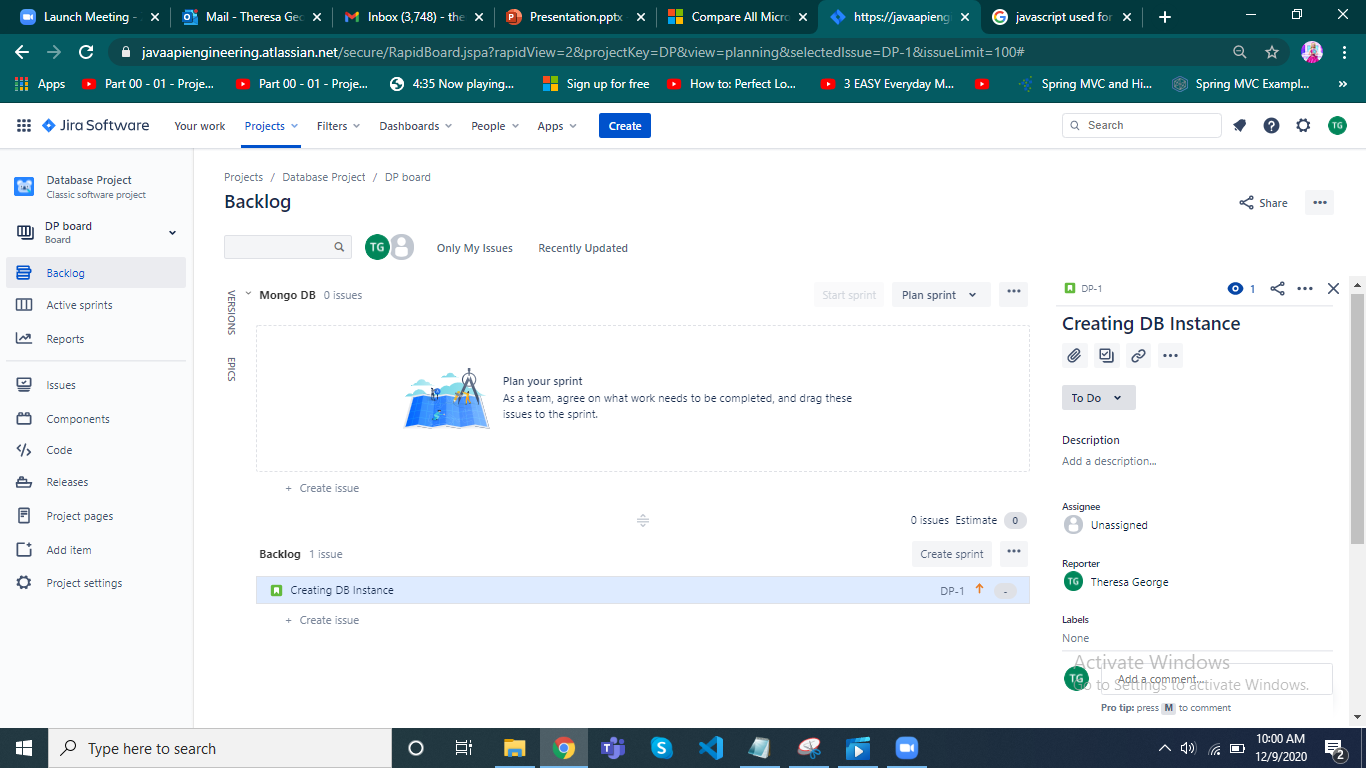 Launch Meeting -
Mail - Theresa Geo
Inbox (3,748) - the
Presentation.pptx
Compare All Micro
https://javaapieng
javascript used for
javaapiengineering.atlassian.net/secure/RapidBoard.jspa?rapidView=2&projectKey=DP&view=planning&selectedIssue=DP-1&issueLimit=100#
Apps
Part 00 - 01 - Proje...
Part 00 - 01 - Proje...
4:35 Now playing...
Sign up for free
How to: Perfect Lo...
3 EASY Everyday M...
Spring MVC and Hi...
Spring MVC Exampl...
»
Jira Software
Your work
Projects
Filters
Dashboards
People
Apps
Create
Search
TG
Database Project
Classic software project
DP board
Board
Backlog
Active sprints
Reports
Issues
Components
Code
Releases
Project pages
Add item
Project settings
Projects / Database Project / DP board
Backlog
Share
TG
Only My Issues
Recently Updated
VERSIONS
EPICS
Mongo DB 0 issues
Start sprint
Plan sprint
Plan your sprint
As a team, agree on what work needs to be completed, and drag these
issues to the sprint.
+ Create issue
0 issues Estimate 0
Backlog 1 issue
Create sprint
Creating DB Instance
DP-1
-
+ Create issue
DP-1
1
Creating DB Instance
To Do
Description
Add a description...
Assignee
Unassigned
Reporter
TG
Theresa George
Labels
None
TG
Add a comment...
Pro tip: press M to comment
Activate Windows
Go to Settings to activate Windows.
Type here to search
10:00 AM
12/9/2020
2